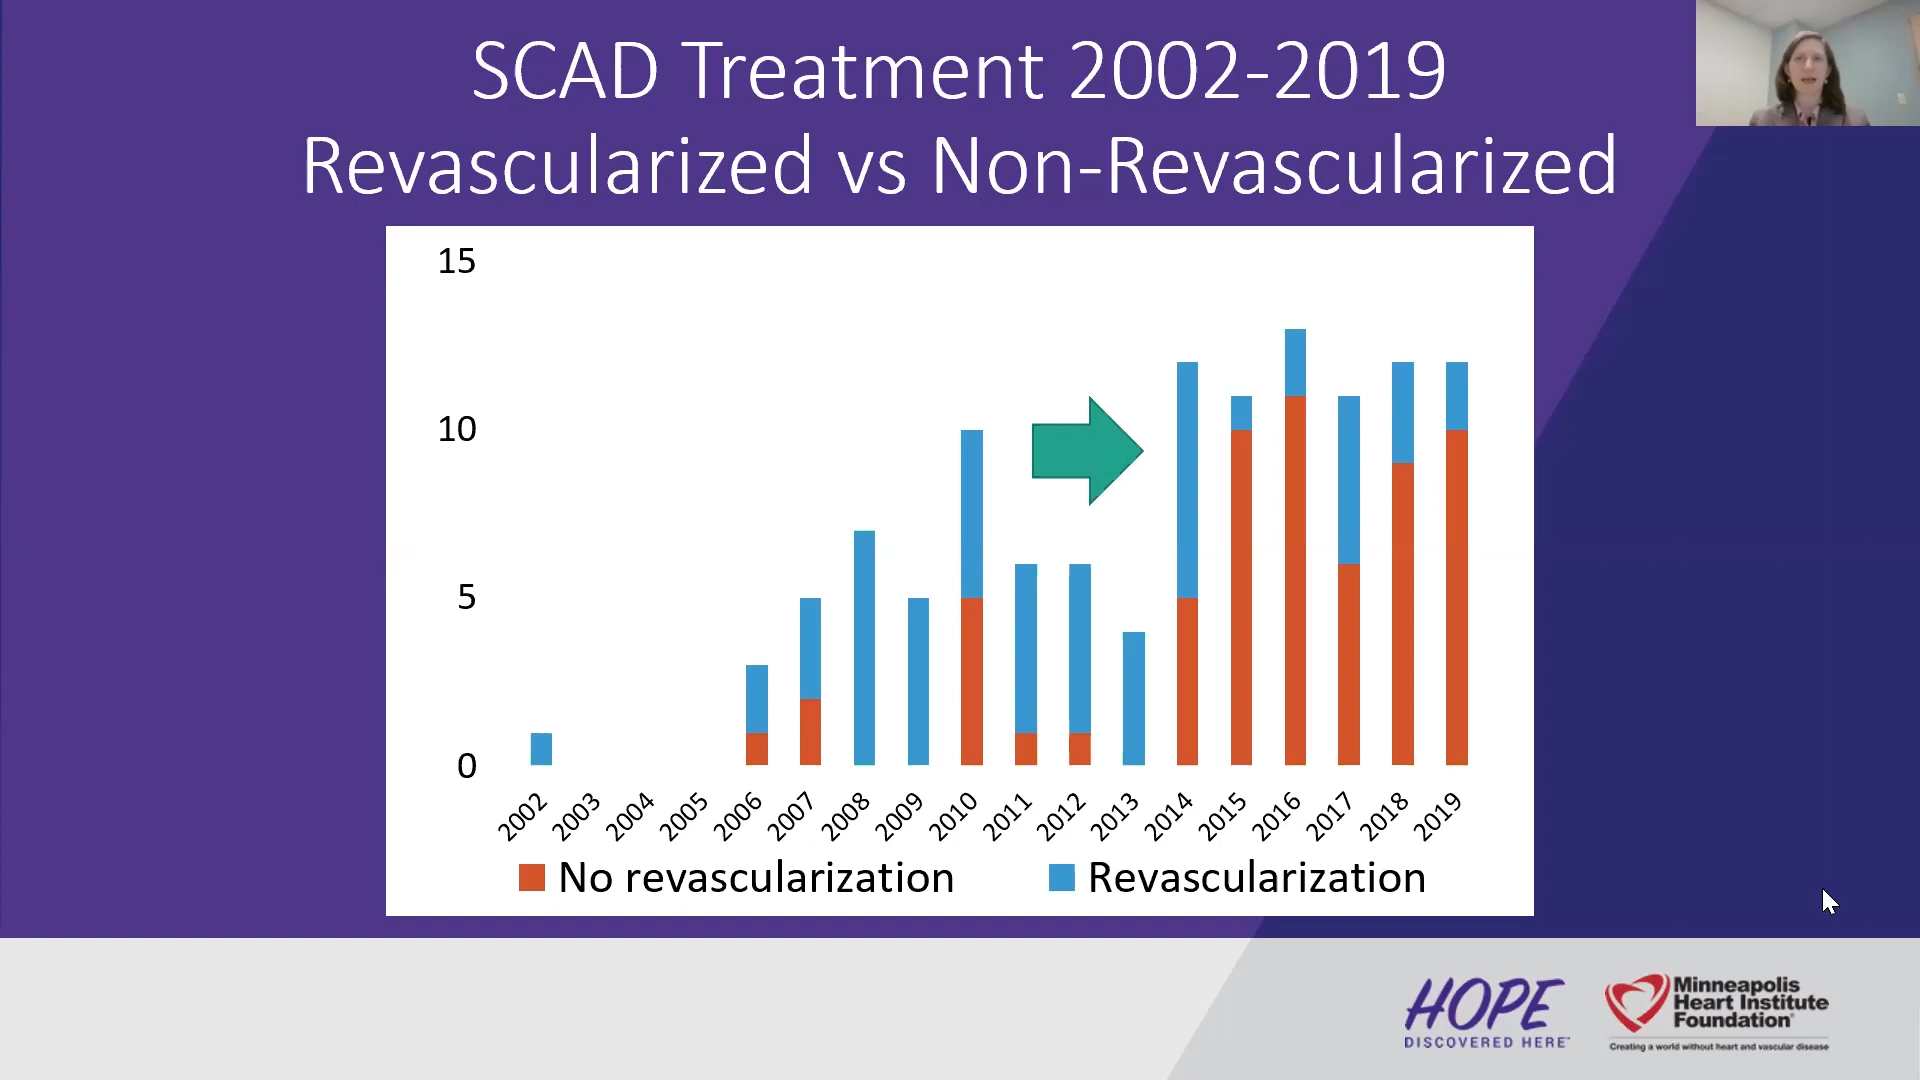 SCAD Treatment 2002-2019
Revascularized vs Non-Revascularized
15
10
5
0
2002 2003 2004 2005 2006 2007 2008 2009 2010 2011 2012 2013 2014 2015 2016 2017 2018 2019
No revascularization Revascularization
HOPE
DISCOVERED HERE™
Minneapolis
Heart Institute
Foundation®
Creating a world without heart and vascular disease